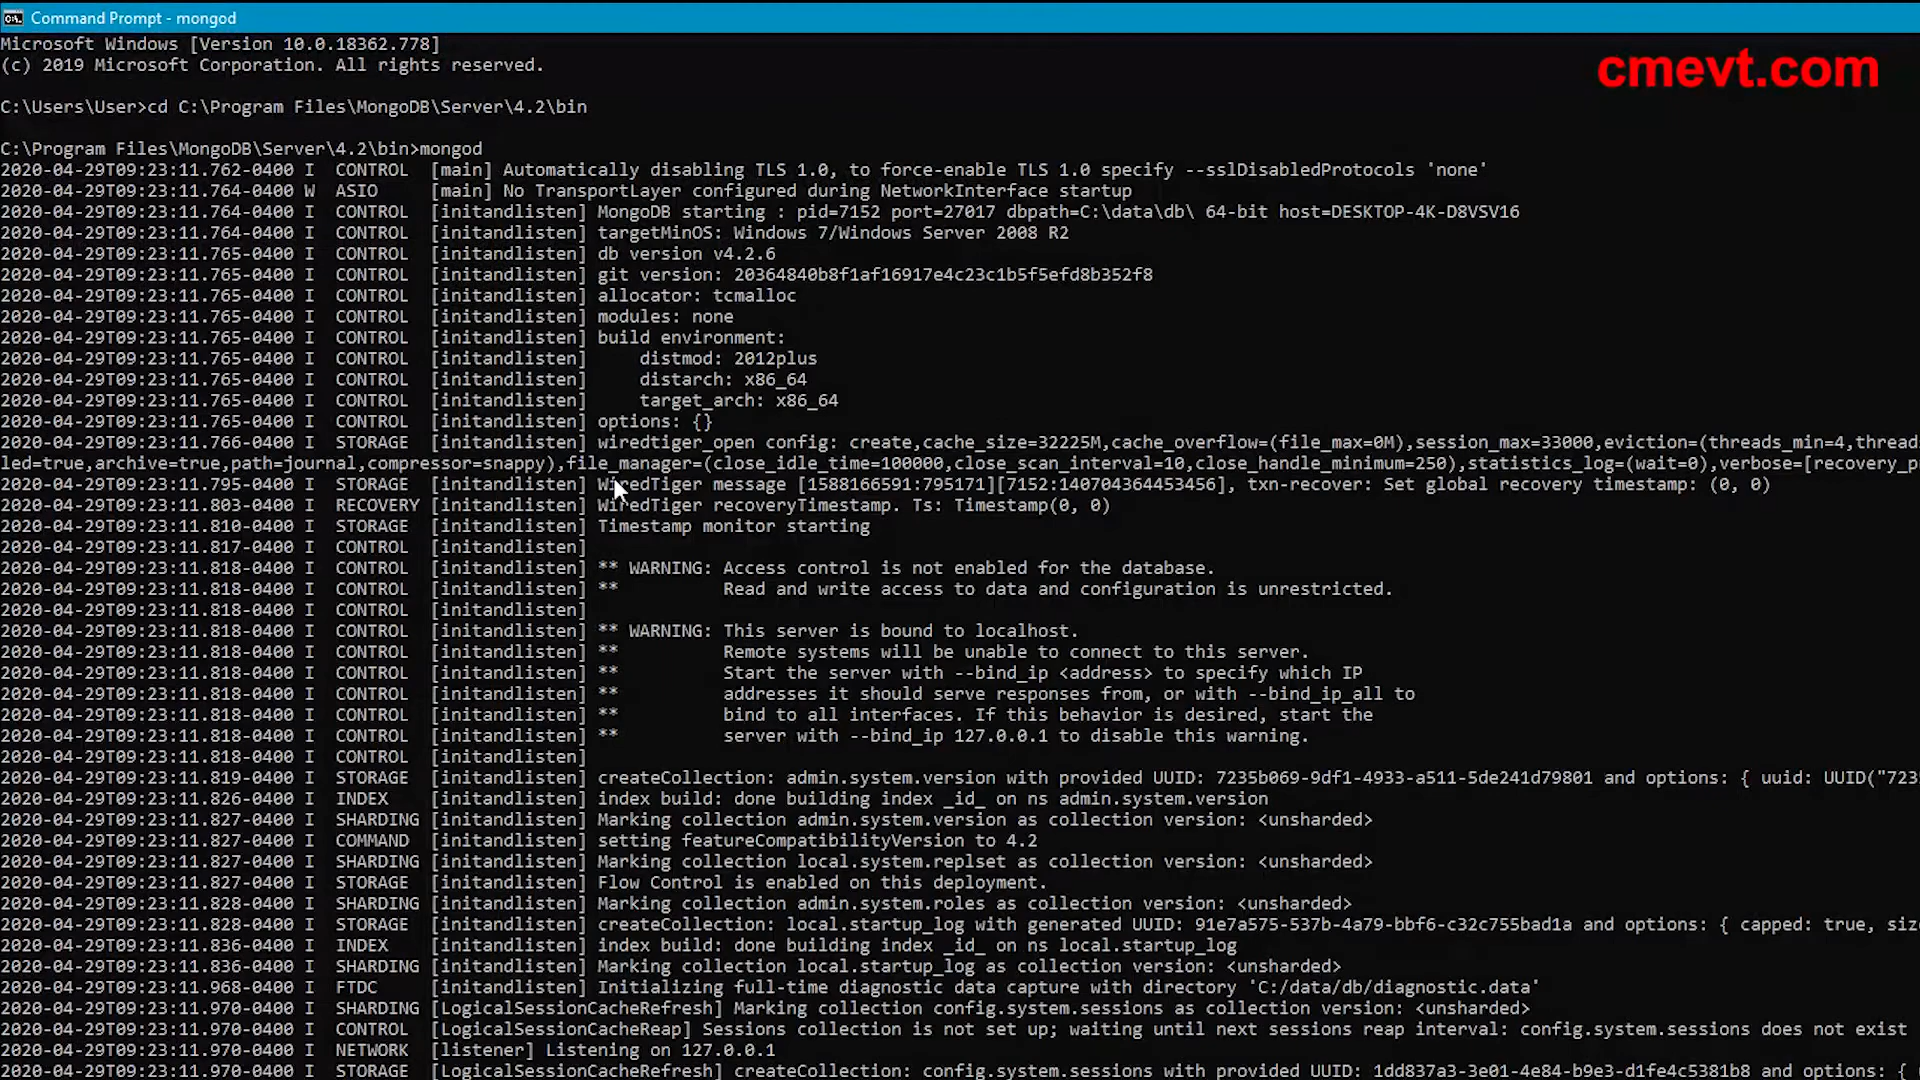 Command Prompt - mongod
Microsoft Windows [Version 10.0.18362.778]
(c) 2019 Microsoft Corporation. All rights reserved.
cmevt.com
C:\Users\User>cd C:\Program Files\MongoDB\Server\4.2\bin
C:\Program Files\MongoDB\Server\4.2\bin>mongod
2020-04-29T09:23:11.762-0400 I  CONTROL  [main] Automatically disabling TLS 1.0, to force-enable TLS 1.0 specify --sslDisabledProtocols 'none'
2020-04-29T09:23:11.764-0400 W  ASIO     [main] No TransportLayer configured during NetworkInterface startup
2020-04-29T09:23:11.764-0400 I  CONTROL  [initandlisten] MongoDB starting : pid=7152 port=27017 dbpath=C:\data\db\ 64-bit host=DESKTOP-4K-D8VSV16
2020-04-29T09:23:11.764-0400 I  CONTROL  [initandlisten] targetMinOS: Windows 7/Windows Server 2008 R2
2020-04-29T09:23:11.765-0400 I  CONTROL  [initandlisten] db version v4.2.6
2020-04-29T09:23:11.765-0400 I  CONTROL  [initandlisten] git version: 20364840b8f1af16917e4c23c1b5f5efd8b352f8
2020-04-29T09:23:11.765-0400 I  CONTROL  [initandlisten] allocator: tcmalloc
2020-04-29T09:23:11.765-0400 I  CONTROL  [initandlisten] modules: none
2020-04-29T09:23:11.765-0400 I  CONTROL  [initandlisten] build environment:
2020-04-29T09:23:11.765-0400 I  CONTROL  [initandlisten]     distmod: 2012plus
2020-04-29T09:23:11.765-0400 I  CONTROL  [initandlisten]     distarch: x86_64
2020-04-29T09:23:11.765-0400 I  CONTROL  [initandlisten]     target_arch: x86_64
2020-04-29T09:23:11.765-0400 I  CONTROL  [initandlisten] options: {}
2020-04-29T09:23:11.766-0400 I  STORAGE  [initandlisten] wiredtiger_open config: create,cache_size=32225M,cache_overflow=(file_max=0M),session_max=33000,eviction=(threads_min=4,thread
led=true,archive=true,path=journal,compressor=snappy),file_manager=(close_idle_time=100000,close_scan_interval=10,close_handle_minimum=250),statistics_log=(wait=0),verbose=[recovery_p
2020-04-29T09:23:11.795-0400 I  STORAGE  [initandlisten] WiredTiger message [1588166591:795171][7152:140704364453456], txn-recover: Set global recovery timestamp: (0, 0)
2020-04-29T09:23:11.803-0400 I  RECOVERY [initandlisten] WiredTiger recoveryTimestamp. Ts: Timestamp(0, 0)
2020-04-29T09:23:11.810-0400 I  STORAGE  [initandlisten] Timestamp monitor starting
2020-04-29T09:23:11.817-0400 I  CONTROL  [initandlisten]
2020-04-29T09:23:11.818-0400 I  CONTROL  [initandlisten] ** WARNING: Access control is not enabled for the database.
2020-04-29T09:23:11.818-0400 I  CONTROL  [initandlisten] **          Read and write access to data and configuration is unrestricted.
2020-04-29T09:23:11.818-0400 I  CONTROL  [initandlisten]
2020-04-29T09:23:11.818-0400 I  CONTROL  [initandlisten] ** WARNING: This server is bound to localhost.
2020-04-29T09:23:11.818-0400 I  CONTROL  [initandlisten] **          Remote systems will be unable to connect to this server.
2020-04-29T09:23:11.818-0400 I  CONTROL  [initandlisten] **          Start the server with --bind_ip <address> to specify which IP
2020-04-29T09:23:11.818-0400 I  CONTROL  [initandlisten] **          addresses it should serve responses from, or with --bind_ip_all to
2020-04-29T09:23:11.818-0400 I  CONTROL  [initandlisten] **          bind to all interfaces. If this behavior is desired, start the
2020-04-29T09:23:11.818-0400 I  CONTROL  [initandlisten] **          server with --bind_ip 127.0.0.1 to disable this warning.
2020-04-29T09:23:11.818-0400 I  CONTROL  [initandlisten]
2020-04-29T09:23:11.819-0400 I  STORAGE  [initandlisten] createCollection: admin.system.version with provided UUID: 7235b069-9df1-4933-a511-5de241d79801 and options: { uuid: UUID("723
2020-04-29T09:23:11.826-0400 I  INDEX    [initandlisten] index build: done building index _id_ on ns admin.system.version
2020-04-29T09:23:11.827-0400 I  SHARDING [initandlisten] Marking collection admin.system.version as collection version: <unsharded>
2020-04-29T09:23:11.827-0400 I  COMMAND  [initandlisten] setting featureCompatibilityVersion to 4.2
2020-04-29T09:23:11.827-0400 I  SHARDING [initandlisten] Marking collection local.system.replset as collection version: <unsharded>
2020-04-29T09:23:11.827-0400 I  STORAGE  [initandlisten] Flow Control is enabled on this deployment.
2020-04-29T09:23:11.828-0400 I  SHARDING [initandlisten] Marking collection admin.system.roles as collection version: <unsharded>
2020-04-29T09:23:11.828-0400 I  STORAGE  [initandlisten] createCollection: local.startup_log with generated UUID: 91e7a575-537b-4a79-bbf6-c32c755bad1a and options: { capped: true, siz
2020-04-29T09:23:11.836-0400 I  INDEX    [initandlisten] index build: done building index _id_ on ns local.startup_log
2020-04-29T09:23:11.836-0400 I  SHARDING [initandlisten] Marking collection local.startup_log as collection version: <unsharded>
2020-04-29T09:23:11.968-0400 I  FTDC     [initandlisten] Initializing full-time diagnostic data capture with directory 'C:/data/db/diagnostic.data'
2020-04-29T09:23:11.970-0400 I  SHARDING [LogicalSessionCacheRefresh] Marking collection config.system.sessions as collection version: <unsharded>
2020-04-29T09:23:11.970-0400 I  CONTROL  [LogicalSessionCacheReap] Sessions collection is not set up; waiting until next sessions reap interval: config.system.sessions does not exist
2020-04-29T09:23:11.970-0400 I  NETWORK  [listener] Listening on 127.0.0.1
2020-04-29T09:23:11.970-0400 I  STORAGE  [LogicalSessionCacheRefresh] createCollection: config.system.sessions with provided UUID: 1dd837a3-3e01-4e84-b9e3-d1fe4c5381b8 and options: {